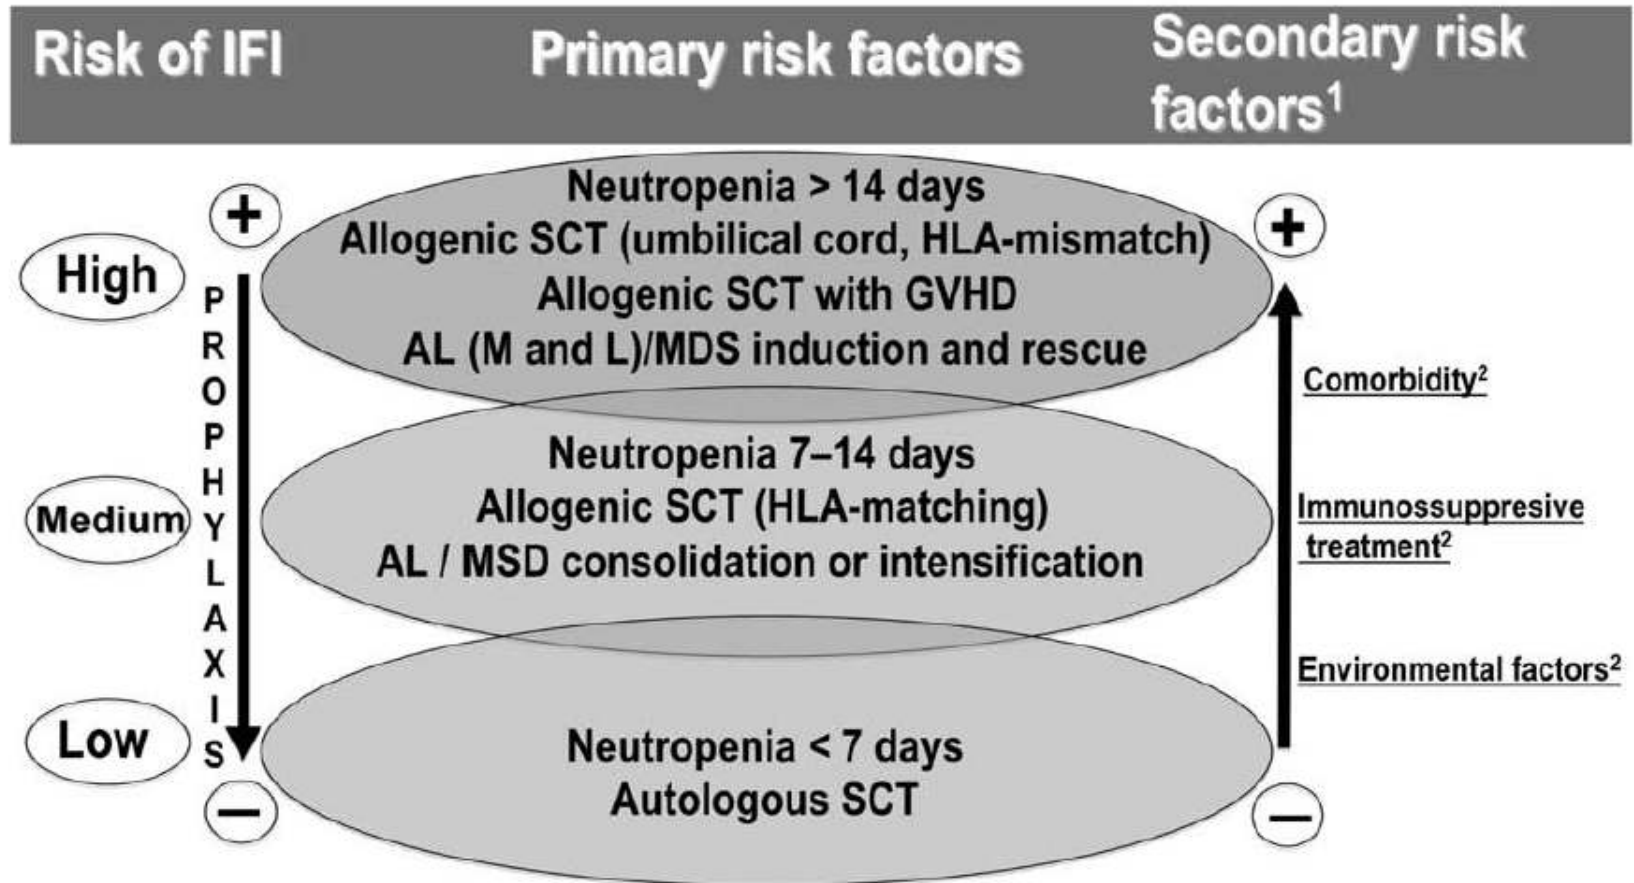 Risk of IFI
Primary risk factors
Secondary risk
factors¹
+
High
PROPHYLAXIS
Medium
Low
−
Neutropenia > 14 days
Allogenic SCT (umbilical cord, HLA-mismatch)
Allogenic SCT with GVHD
AL (M and L)/MDS induction and rescue
Neutropenia 7–14 days
Allogenic SCT (HLA-matching)
AL / MSD consolidation or intensification
Neutropenia < 7 days
Autologous SCT
+
Comorbidity²
Immunossuppresive
treatment²
Environmental factors²
−